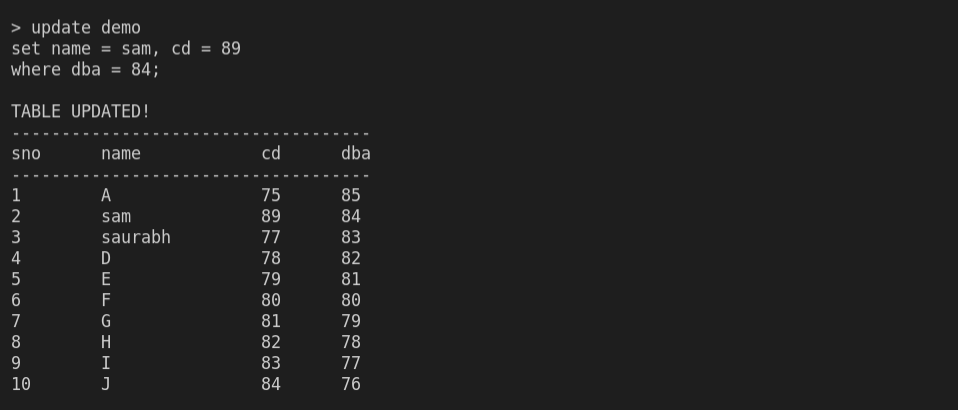 > update demo
set name = sam, cd = 89
where dba = 84;
TABLE UPDATED!
------------------------------------
sno      name            cd      dba
------------------------------------
1        A               75      85
2        sam             89      84
3        saurabh         77      83
4        D               78      82
5        E               79      81
6        F               80      80
7        G               81      79
8        H               82      78
9        I               83      77
10       J               84      76